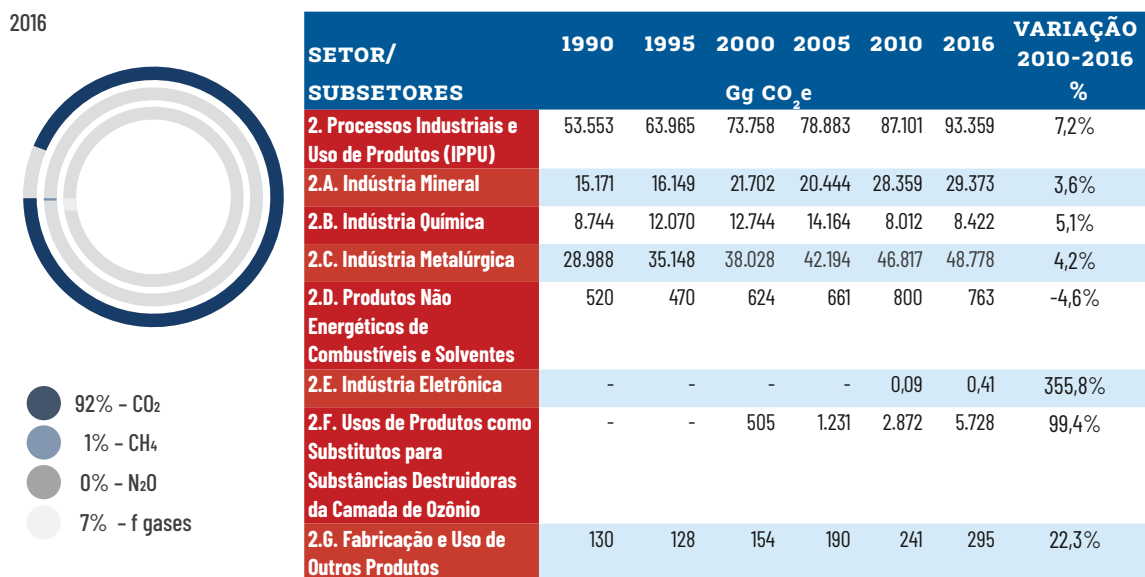 2016
92% – CO₂
1% – CH₄
0% – N₂O
7% – f gases
SETOR/ SUBSETORES 1990 1995 2000 2005 2010 2016 VARIAÇÃO 2010-2016 %
Gg CO₂e
2. Processos Industriais e 53.553 63.965 73.758 78.883 87.101 93.359 7,2%
Uso de Produtos (IPPU)
2.A. Indústria Mineral 15.171 16.149 21.702 20.444 28.359 29.373 3,6%
2.B. Indústria Química 8.744 12.070 12.744 14.164 8.012 8.422 5,1%
2.C. Indústria Metalúrgica 28.988 35.148 38.028 42.194 46.817 48.778 4,2%
2.D. Produtos Não 520 470 624 661 800 763 -4,6%
Energéticos de
Combustíveis e Solventes
2.E. Indústria Eletrônica - - - - 0,09 0,41 355,8%
2.F. Usos de Produtos como - - 505 1.231 2.872 5.728 99,4%
Substitutos para
Substâncias Destruidoras
da Camada de Ozônio
2.G. Fabricação e Uso de 130 128 154 190 241 295 22,3%
Outros Produtos